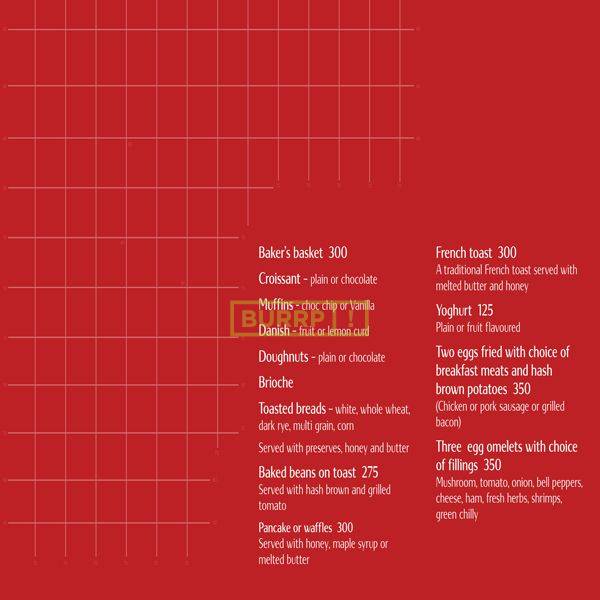 Baker's basket 300
Croissant - plain or chocolate
Muffins - choc chip or Vanilla
BURRP!
Danish - fruit or lemon curd
Doughnuts - plain or chocolate
Brioche
Toasted breads - white, whole wheat,
dark rye, multi grain, corn
Served with preserves, honey and butter
Baked beans on toast 275
Served with hash brown and grilled
tomato
Pancake or waffles 300
Served with honey, maple syrup or
melted butter
French toast 300
A traditional French toast served with
melted butter and honey
Yoghurt 125
Plain or fruit flavoured
Two eggs fried with choice of
breakfast meats and hash
brown potatoes 350
(Chicken or pork sausage or grilled
bacon)
Three egg omelets with choice
of fillings 350
Mushroom, tomato, onion, bell peppers,
cheese, ham, fresh herbs, shrimps,
green chilly